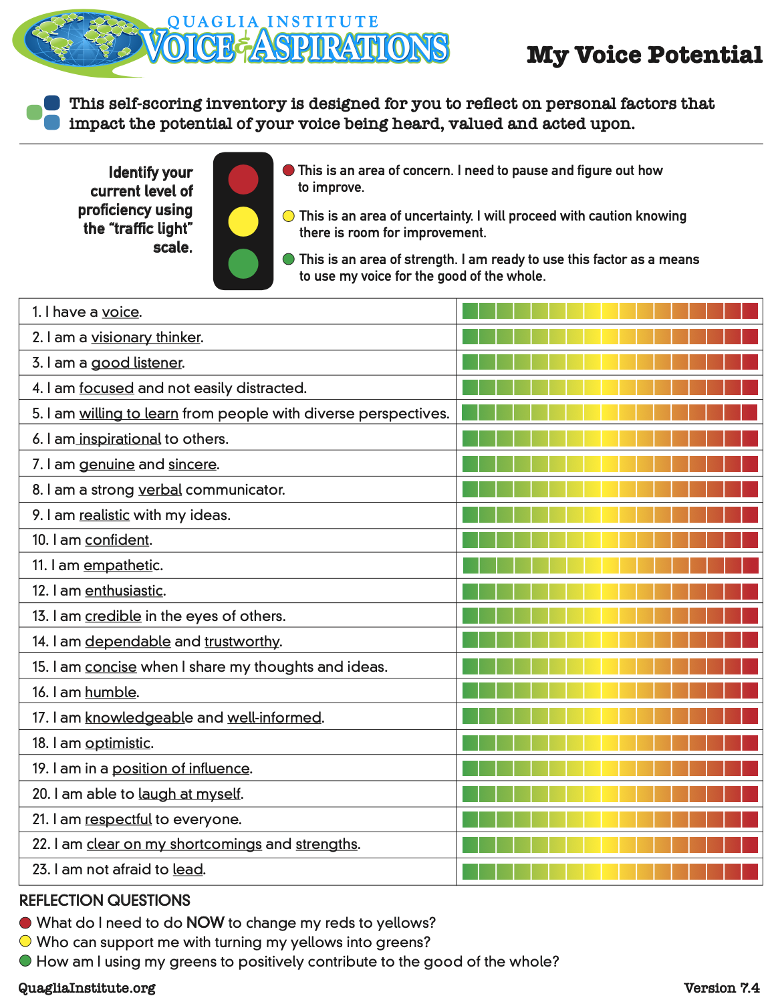 QUAGLIA INSTITUTE
VOICE & ASPIRATIONS
My Voice Potential
This self-scoring inventory is designed for you to reflect on personal factors that
impact the potential of your voice being heard, valued and acted upon.
Identify your
current level of
proficiency using
the “traffic light”
scale.
This is an area of concern. I need to pause and figure out how
to improve.
This is an area of uncertainty. I will proceed with caution knowing
there is room for improvement.
This is an area of strength. I am ready to use this factor as a means
to use my voice for the good of the whole.
1. I have a voice.
2. I am a visionary thinker.
3. I am a good listener.
4. I am focused and not easily distracted.
5. I am willing to learn from people with diverse perspectives.
6. I am inspirational to others.
7. I am genuine and sincere.
8. I am a strong verbal communicator.
9. I am realistic with my ideas.
10. I am confident.
11. I am empathetic.
12. I am enthusiastic.
13. I am credible in the eyes of others.
14. I am dependable and trustworthy.
15. I am concise when I share my thoughts and ideas.
16. I am humble.
17. I am knowledgeable and well-informed.
18. I am optimistic.
19. I am in a position of influence.
20. I am able to laugh at myself.
21. I am respectful to everyone.
22. I am clear on my shortcomings and strengths.
23. I am not afraid to lead.
REFLECTION QUESTIONS
What do I need to do NOW to change my reds to yellows?
Who can support me with turning my yellows into greens?
How am I using my greens to positively contribute to the good of the whole?
QuagliaInstitute.org
Version 7.4